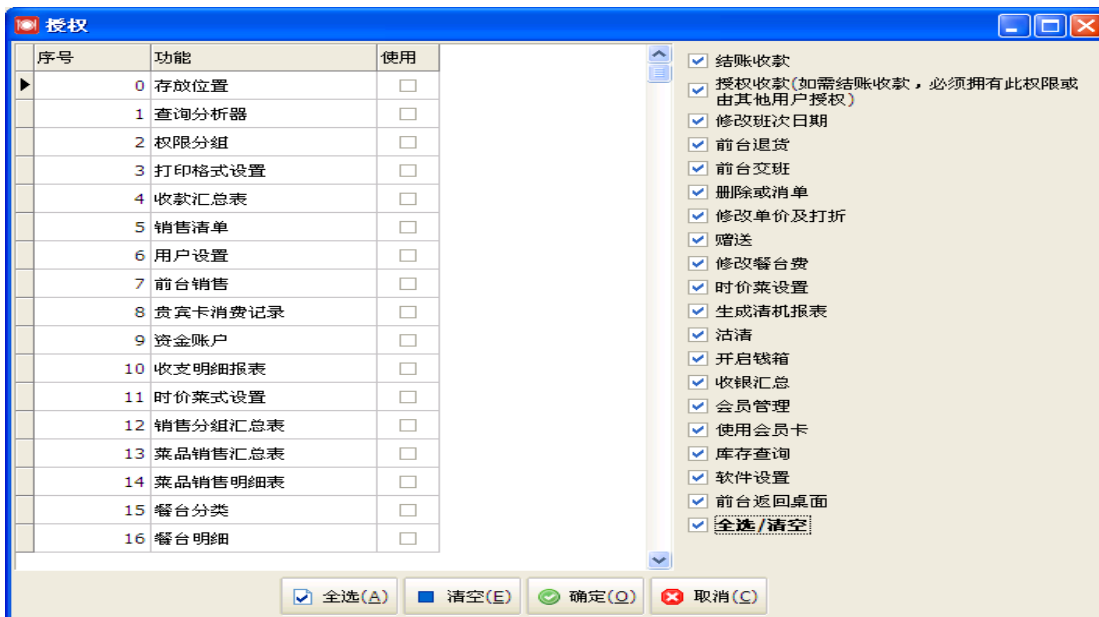 授权
序号 功能 使用
0 存放位置
1 查询分析器
2 权限分组
3 打印格式设置
4 收款汇总表
5 销售清单
6 用户设置
7 前台销售
8 贵宾卡消费记录
9 资金账户
10 收支明细报表
11 时价菜式设置
12 销售分组汇总表
13 菜品销售汇总表
14 菜品销售明细表
15 餐台分类
16 餐台明细
结账收款
授权收款(如需结账收款，必须拥有此权限或
由其他用户授权)
修改班次日期
前台退货
前台交班
删除或消单
修改单价及打折
赠送
修改餐台费
时价菜设置
生成清机报表
沽清
开启钱箱
收银汇总
会员管理
使用会员卡
库存查询
软件设置
前台返回桌面
全选/清空
全选(A) 清空(E) 确定(O) 取消(C)